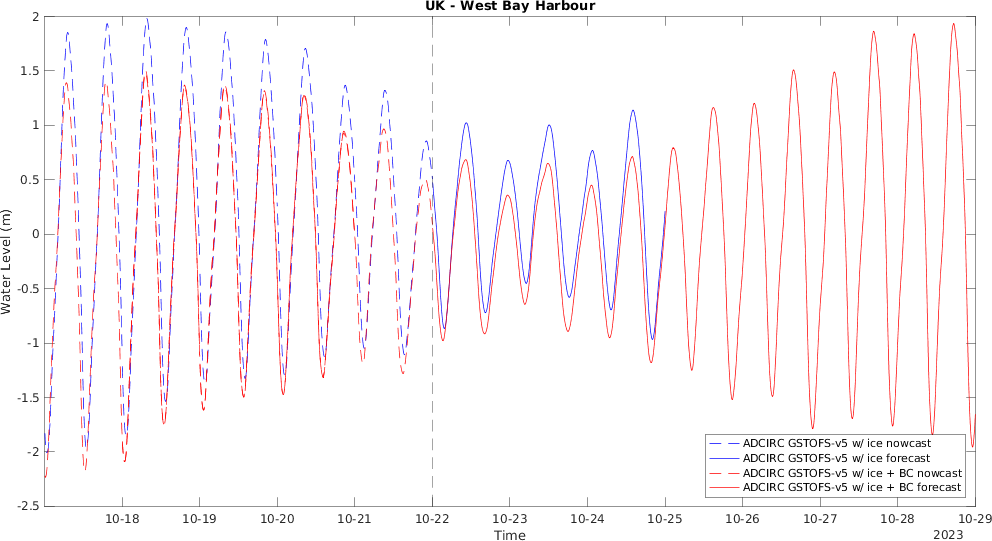 UK - West Bay Harbour
2
1.5
1
0.5
0
-0.5
-1
-1.5
-2
-2.5
Water Level (m)
ADCIRC GSTOFS-v5 w/ ice nowcast
ADCIRC GSTOFS-v5 w/ ice forecast
ADCIRC GSTOFS-v5 w/ ice + BC nowcast
ADCIRC GSTOFS-v5 w/ ice + BC forecast
10-18 10-19 10-20 10-21 10-22 10-23 10-24 10-25 10-26 10-27 10-28 10-29
Time
2023